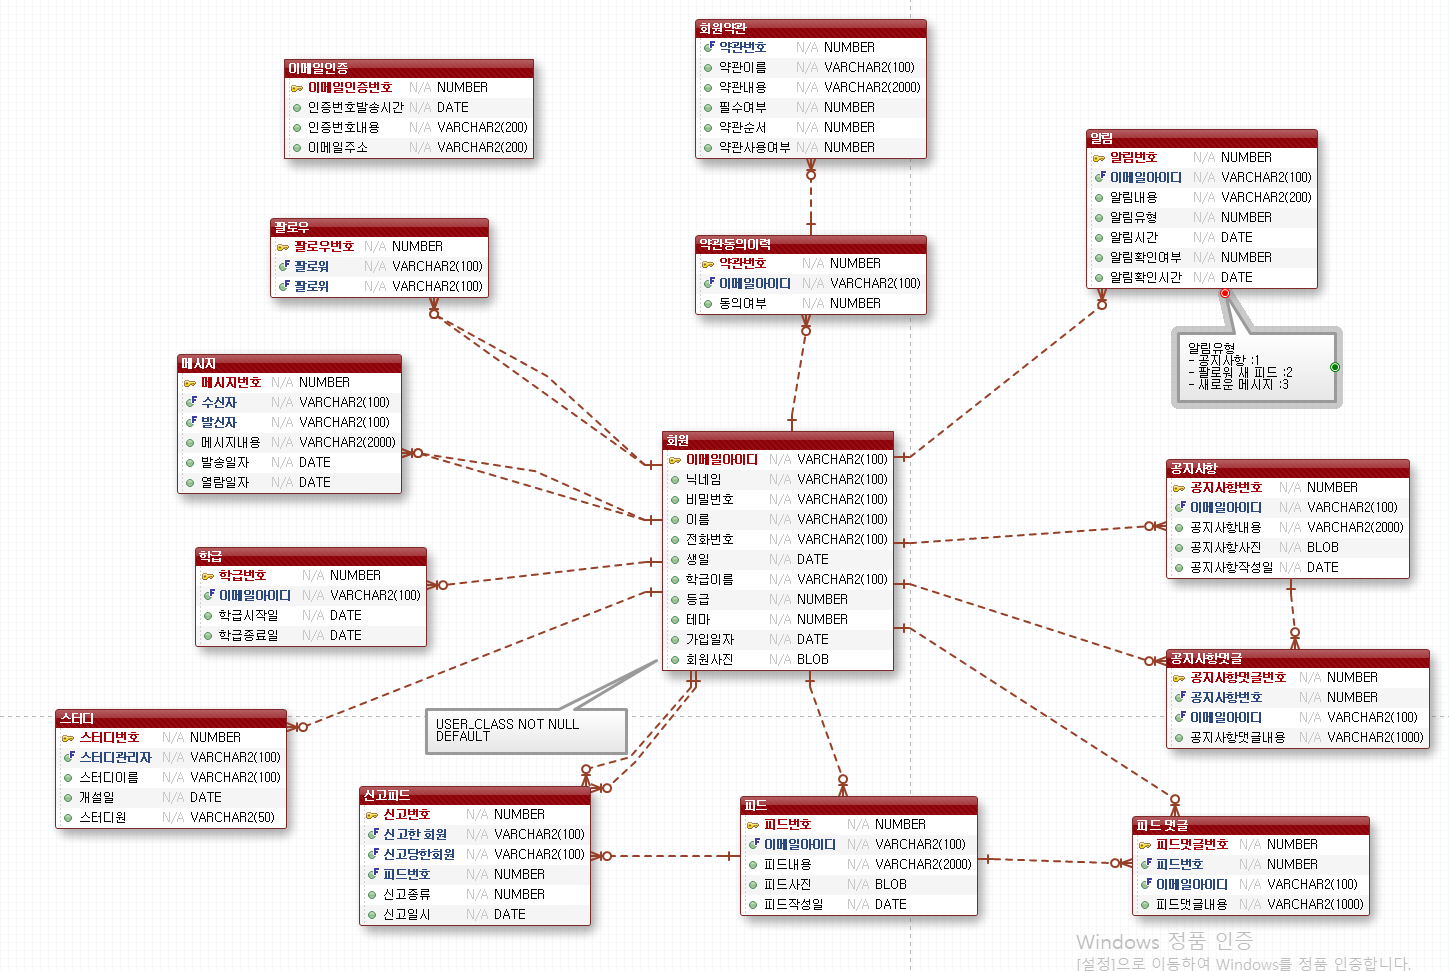 회원약관
약관번호 N/A NUMBER
약관이름 N/A VARCHAR2(100)
약관내용 N/A VARCHAR2(2000)
필수여부 N/A NUMBER
약관순서 N/A NUMBER
약관사용여부 N/A NUMBER
이메일인증
이메일인증번호 N/A NUMBER
인증번호발송시간 N/A DATE
인증번호내용 N/A VARCHAR2(200)
이메일주소 N/A VARCHAR2(200)
알림
알림번호 N/A NUMBER
이메일아이디 N/A VARCHAR2(100)
알림내용 N/A VARCHAR2(200)
알림유형 N/A NUMBER
알림시간 N/A DATE
알림확인여부 N/A NUMBER
알림확인시간 N/A DATE
팔로우
팔로우번호 N/A NUMBER
팔로워 N/A VARCHAR2(100)
팔로위 N/A VARCHAR2(100)
약관동의이력
약관번호 N/A NUMBER
이메일아이디 N/A VARCHAR2(100)
동의여부 N/A NUMBER
알림유형
- 공지사항 :1
- 팔로워 새 피드 :2
- 새로운 메시지 :3
메시지
메시지번호 N/A NUMBER
수신자 N/A VARCHAR2(100)
발신자 N/A VARCHAR2(100)
메시지내용 N/A VARCHAR2(2000)
발송일자 N/A DATE
열람일자 N/A DATE
회원
이메일아이디 N/A VARCHAR2(100)
닉네임 N/A VARCHAR2(100)
비밀번호 N/A VARCHAR2(100)
이름 N/A VARCHAR2(100)
전화번호 N/A VARCHAR2(100)
생일 N/A DATE
학급이름 N/A VARCHAR2(100)
등급 N/A NUMBER
테마 N/A NUMBER
가입일자 N/A DATE
회원사진 N/A BLOB
공지사항
공지사항번호 N/A NUMBER
이메일아이디 N/A VARCHAR2(100)
공지사항내용 N/A VARCHAR2(2000)
공지사항사진 N/A BLOB
공지사항작성일 N/A DATE
학급
학급번호 N/A NUMBER
이메일아이디 N/A VARCHAR2(100)
학급시작일 N/A DATE
학급종료일 N/A DATE
공지사항댓글
공지사항댓글번호 N/A NUMBER
공지사항번호 N/A NUMBER
이메일아이디 N/A VARCHAR2(100)
공지사항댓글내용 N/A VARCHAR2(1000)
스터디
스터디번호 N/A NUMBER
스터디관리자 N/A VARCHAR2(100)
스터디이름 N/A VARCHAR2(100)
개설일 N/A DATE
스터디원 N/A VARCHAR2(50)
USER_CLASS NOT NULL
DEFAULT
신고피드
신고번호 N/A NUMBER
신고한 회원 N/A VARCHAR2(100)
신고당한회원 N/A VARCHAR2(100)
피드번호 N/A NUMBER
신고종류 N/A NUMBER
신고일시 N/A DATE
피드
피드번호 N/A NUMBER
이메일아이디 N/A VARCHAR2(100)
피드내용 N/A VARCHAR2(2000)
피드사진 N/A BLOB
피드작성일 N/A DATE
피드 댓글
피드댓글번호 N/A NUMBER
피드번호 N/A NUMBER
이메일아이디 N/A VARCHAR2(100)
피드댓글내용 N/A VARCHAR2(1000)
Windows 정품 인증
[설정]으로 이동하여 Windows를 정품 인증합니다.